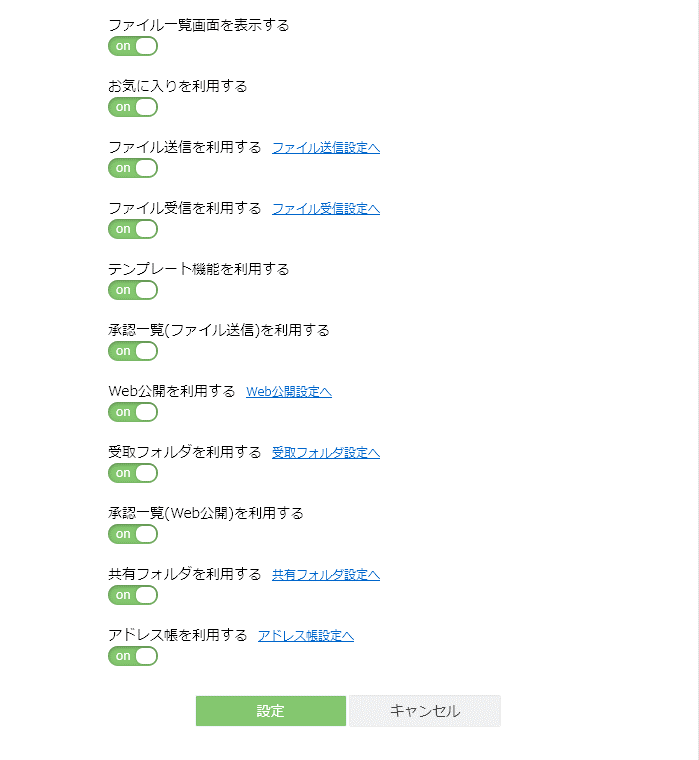 ファイル一覧画面を表示する
on
お気に入りを利用する
on
ファイル送信を利用する ファイル送信設定へ
on
ファイル受信を利用する ファイル受信設定へ
on
テンプレート機能を利用する
on
承認一覧(ファイル送信)を利用する
on
Web公開を利用する Web公開設定へ
on
受取フォルダを利用する 受取フォルダ設定へ
on
承認一覧(Web公開)を利用する
on
共有フォルダを利用する 共有フォルダ設定へ
on
アドレス帳を利用する アドレス帳設定へ
on
設定 キャンセル